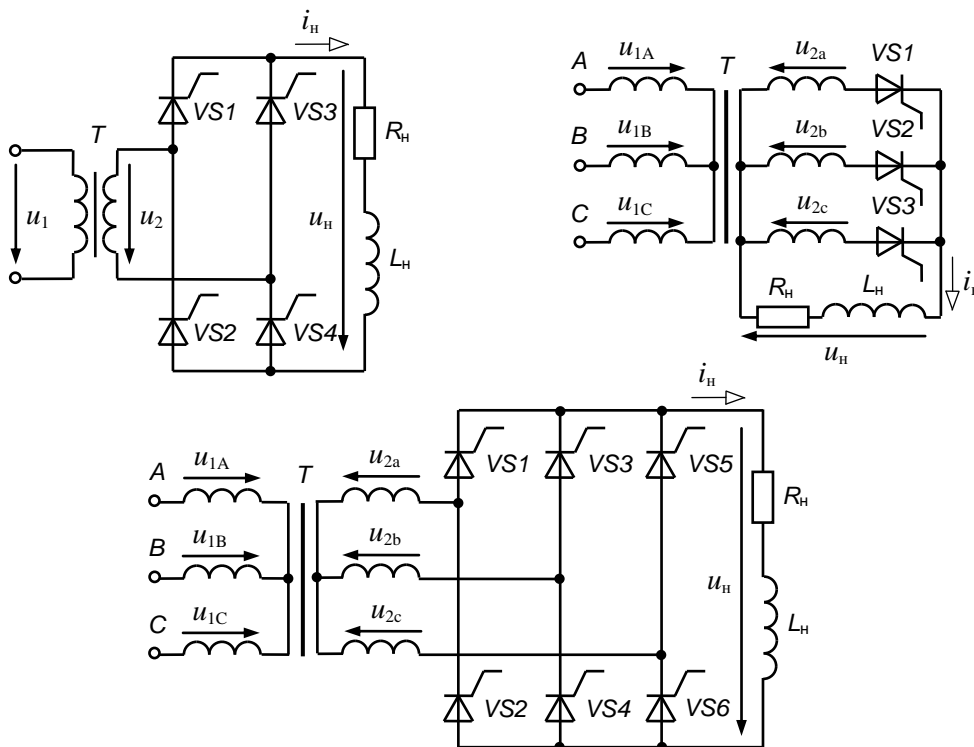 iн
T
u1
u2
VS1
VS3
VS2
VS4
uн
Rн
Lн
A
u1A
T
u2a
VS1
B
u1B
u2b
VS2
C
u1C
u2c
VS3
Rн
Lн
iн
uн
iн
A
u1A
T
u2a
VS1
VS3
VS5
Rн
B
u1B
u2b
uн
C
u1C
u2c
Lн
VS2
VS4
VS6